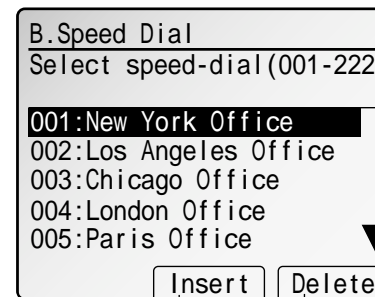 B.Speed Dial
Select speed-dial(001-222
001:New York Office
002:Los Angeles Office
003:Chicago Office
004:London Office
005:Paris Office
Insert Delete